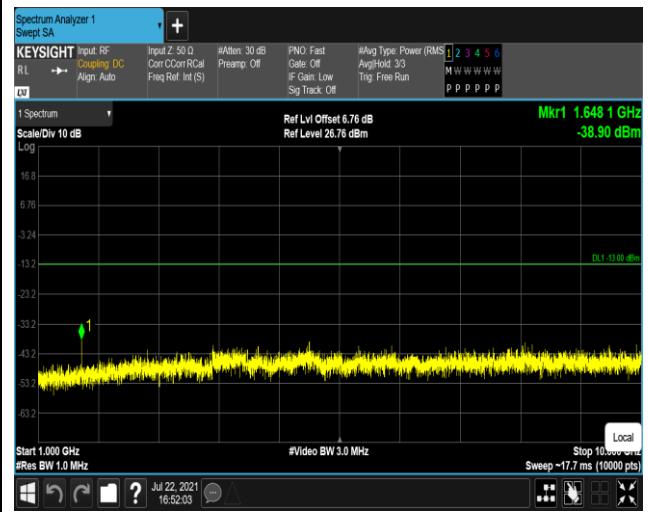 Spectrum Analyzer 1
Swept SA
KEYSIGHT Input: RF Input Z: 50 Ω #Atten: 30 dB PNO: Fast #Avg Type: Power (RMS 1 2 3 4 5 6
RL Coupling: DC Corr CCorr RCal Preamp: Off Gate: Off Avg|Hold: 3/3 M W W W W W
Align: Auto Freq Ref: Int (S) IF Gain: Low Trig: Free Run
Sig Track: Off P P P P P P
LXI
1 Spectrum Ref Lvl Offset 6.76 dB Mkr1 1.648 1 GHz
Scale/Div 10 dB Ref Level 26.76 dBm -38.90 dBm
Log
16.8
6.76
-3.24
-13.2 DL1 -13.00 dBm
-23.2
-33.2
1
-43.2
-53.2
-63.2
Local
Start 1.000 GHz #Video BW 3.0 MHz Stop
#Res BW 1.0 MHz Sweep ~17.7 ms (10000 pts)
? Jul 22, 2021
16:52:03